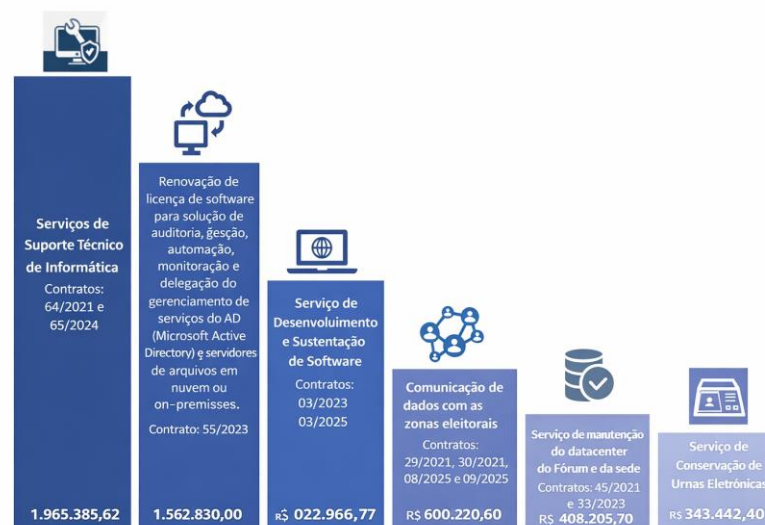 Serviços de
Suporte Técnico
de Informática
Contratos:
64/2021 e
65/2024
1.965.385,62
Renovação de
licença de software
para solução de
auditoria, gesção,
automação,
monitoração e
delegação do
gerenciamento de
serviços do AD
(Microsoft Active
Directory) e servidores
de arquivos em
nuvem ou
on-premisses.
Contrato: 55/2023
1.562.830,00
Serviço de
Desenvoluimento
e Sustentação
de Software
Contratos:
03/2023
03/2025
R$ 022.966,77
Comunicação de
dados com as
zonas eleitorais
Contratos:
29/2021, 30/2021,
08/2025 e 09/2025
R$ 600.220,60
Serviço de manutenção
do datacenter
do Fórum e da sede
Contratos: 45/2021
e 33/2023
R$ 408.205,70
Serviço de
Conservação de
Urnas Eletrônicas
R$ 343.442,40